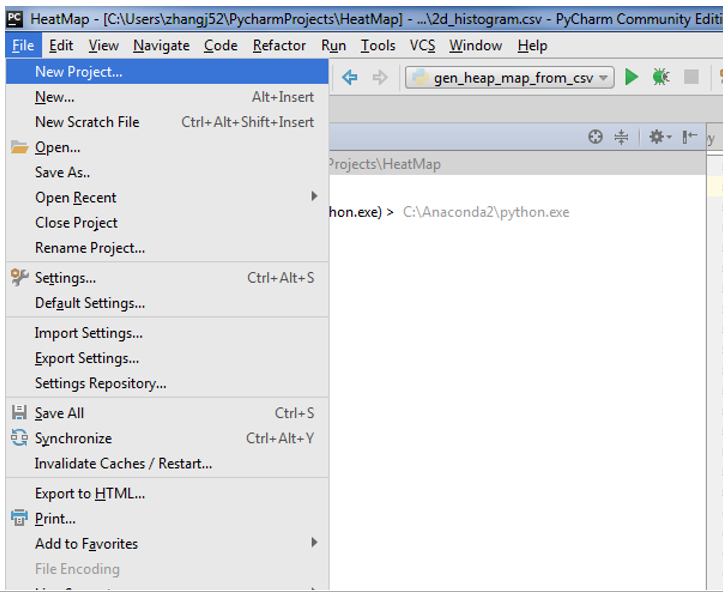 PC HeatMap - [C:\Users\zhangj52\PycharmProjects\HeatMap] - ...\2d_histogram.csv - PyCharm Community Editi
File Edit View Navigate Code Refactor Run Tools VCS Window Help
New Project...
gen_heap_map_from_csv
New... Alt+Insert
New Scratch File Ctrl+Alt+Shift+Insert
Open...
y
Save As..
Projects\HeatMap
Open Recent
hon.exe) > C:\Anaconda2\python.exe
Close Project
Rename Project...
Settings... Ctrl+Alt+S
Default Settings...
Import Settings...
Export Settings...
Settings Repository...
Save All Ctrl+S
Synchronize Ctrl+Alt+Y
Invalidate Caches / Restart...
Export to HTML...
Print...
Add to Favorites
File Encoding